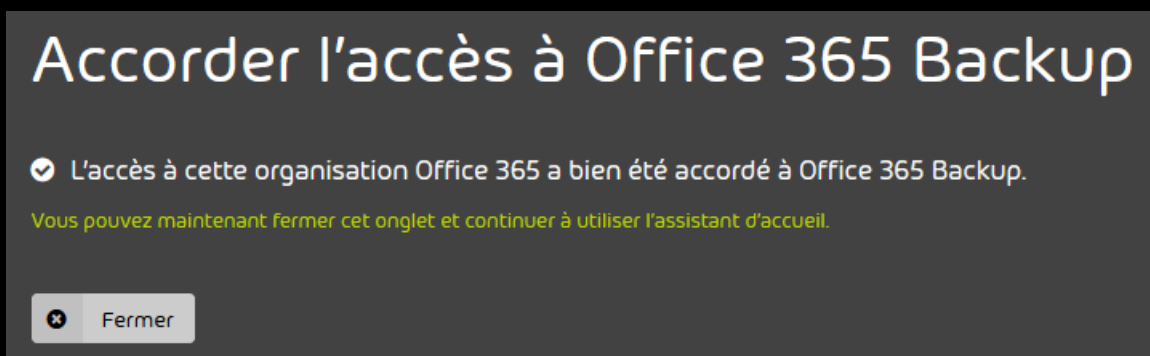 Accorder l'accès à Office 365 Backup
L'accès à cette organisation Office 365 a bien été accordé à Office 365 Backup.
Vous pouvez maintenant fermer cet onglet et continuer à utiliser l'assistant d'accueil.
Fermer